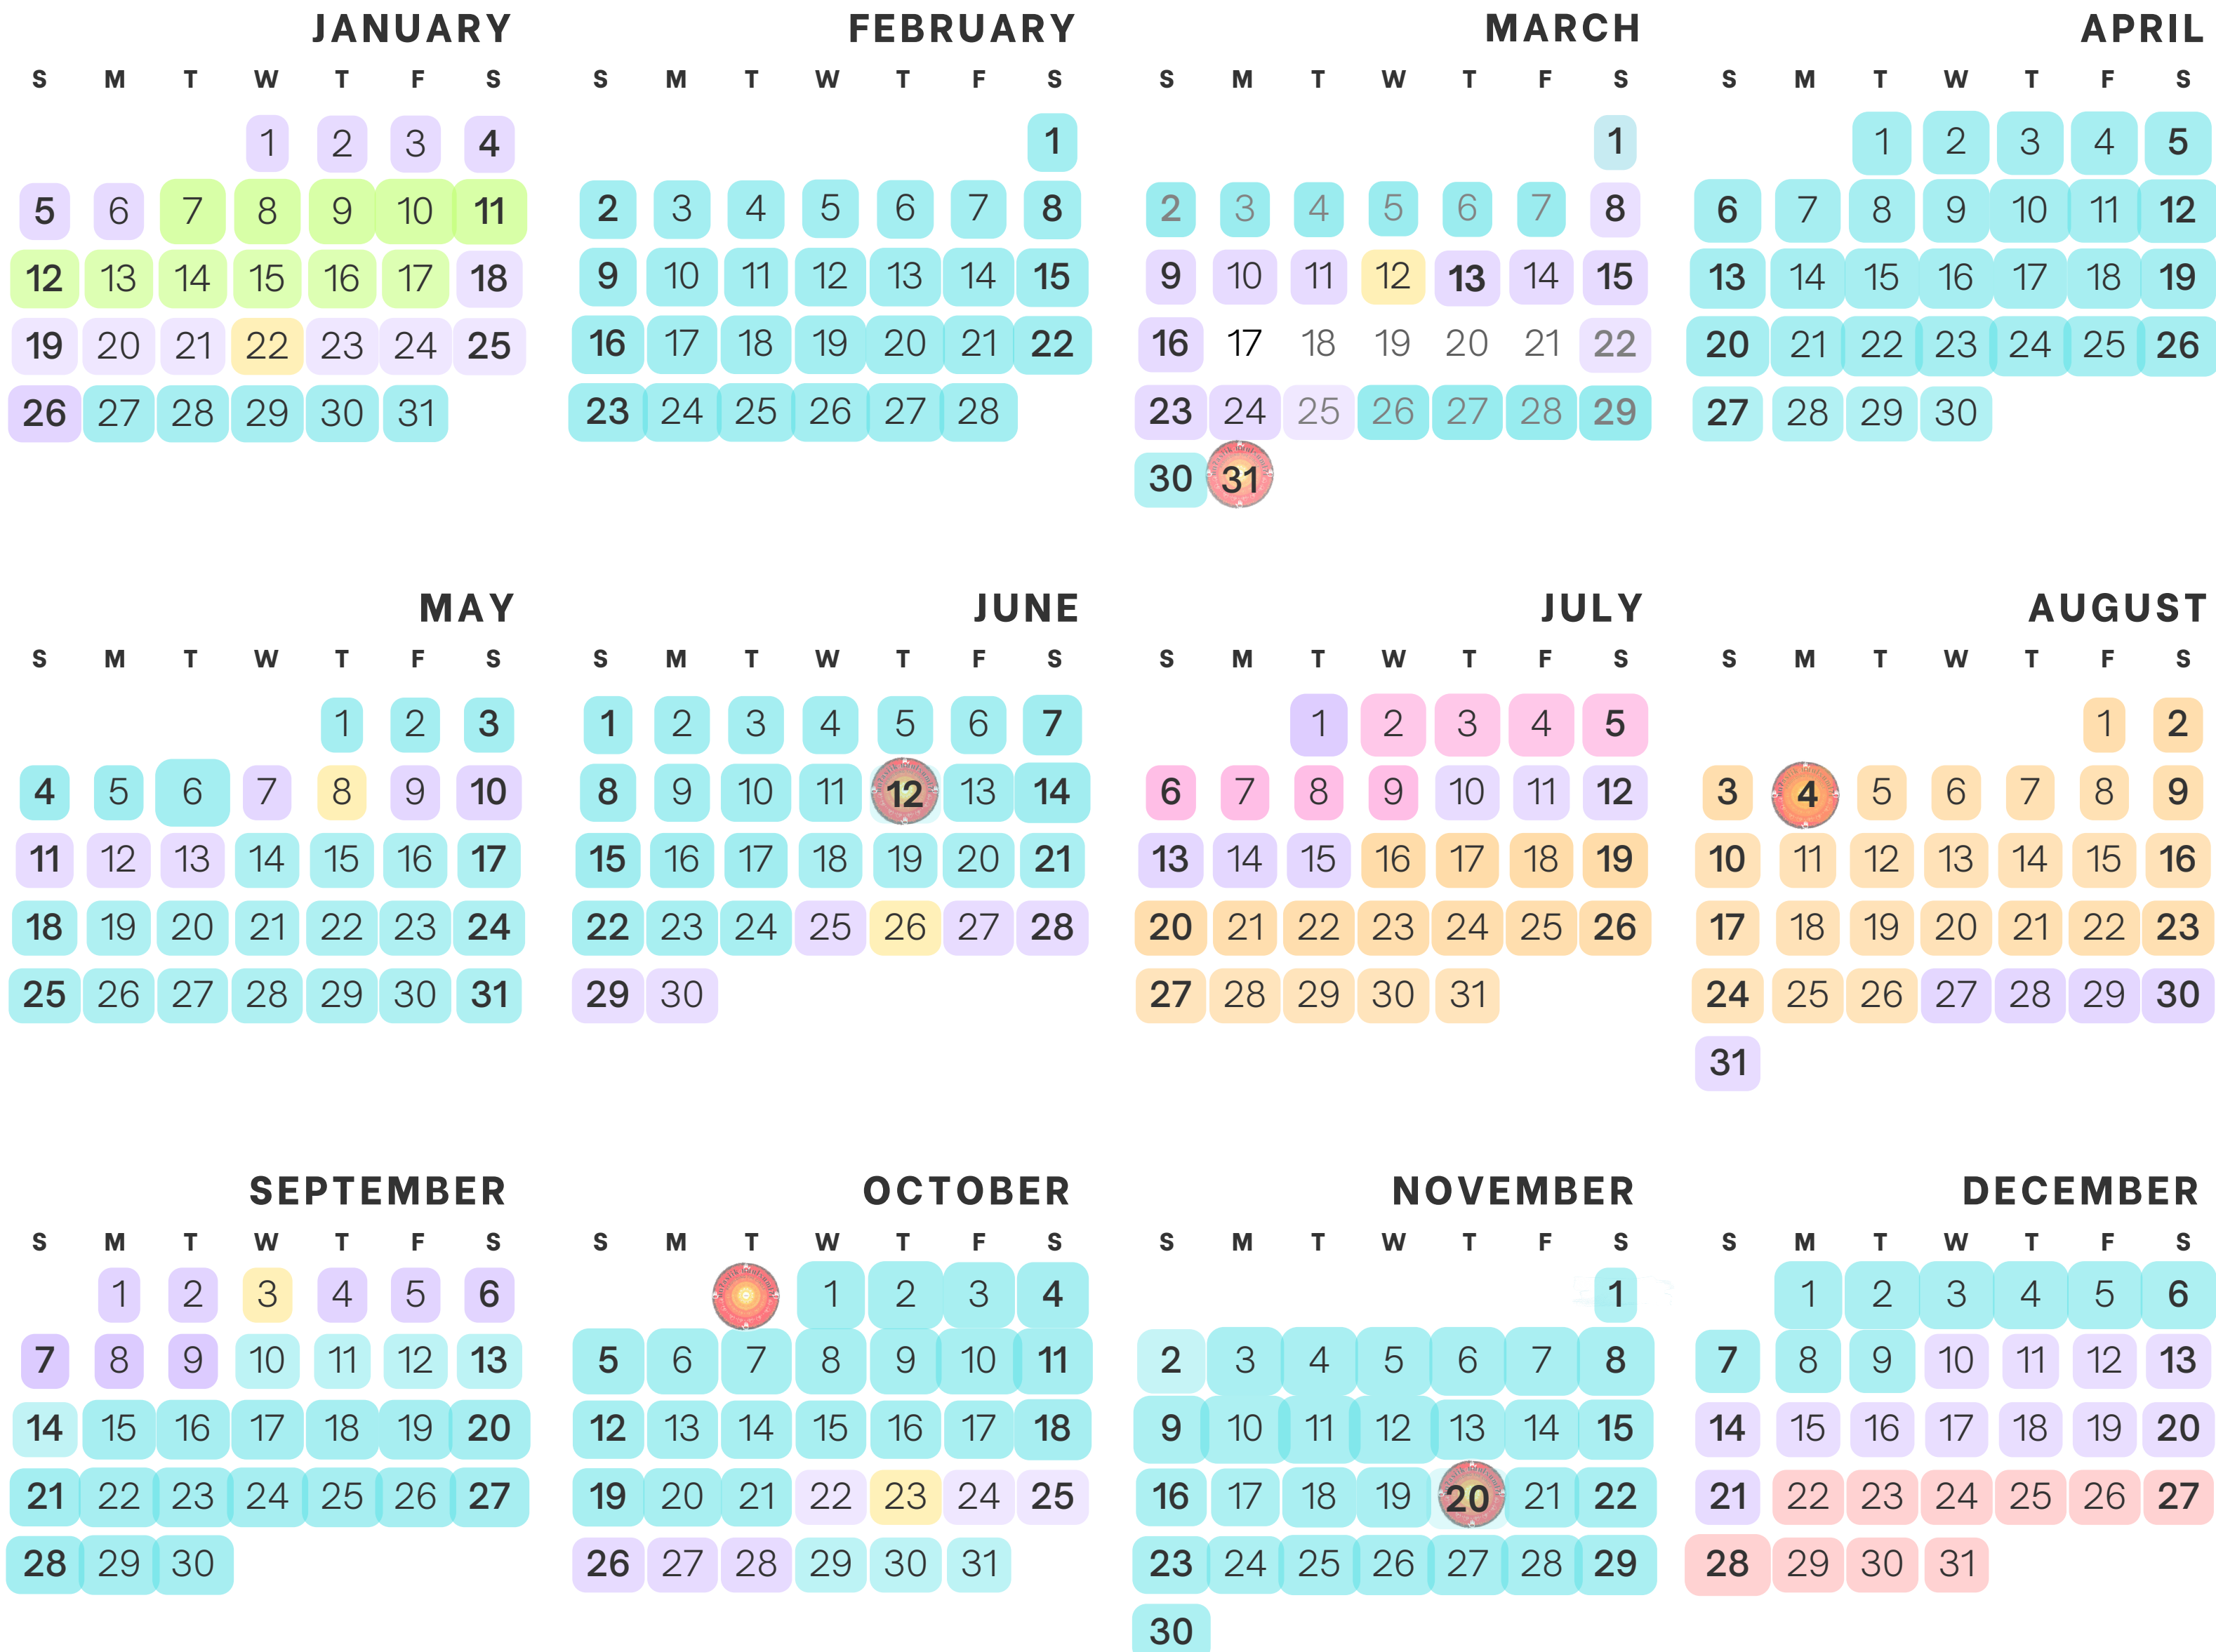 JANUARY FEBRUARY MARCH APRIL
S M T W T F S S M T W T F S S M T W T F S S M T W T F S
1 2 3 4 1 1 1 2 3 4 5
5 6 7 8 9 10 11 2 3 4 5 6 7 8 2 3 4 5 6 7 8 6 7 8 9 10 11 12
12 13 14 15 16 17 18 9 10 11 12 13 14 15 9 10 11 12 13 14 15 13 14 15 16 17 18 19
19 20 21 22 23 24 25 16 17 18 19 20 21 22 16 17 18 19 20 21 22 20 21 22 23 24 25 26
26 27 28 29 30 31 23 24 25 26 27 28 23 24 25 26 27 28 29 27 28 29 30
30 31
MAY JUNE JULY AUGUST
S M T W T F S S M T W T F S S M T W T F S S M T W T F S
1 2 3 1 2 3 4 5 6 7 1 2 3 4 5 1 2
4 5 6 7 8 9 10 8 9 10 11 12 13 14 6 7 8 9 10 11 12 3 4 5 6 7 8 9
11 12 13 14 15 16 17 15 16 17 18 19 20 21 13 14 15 16 17 18 19 10 11 12 13 14 15 16
18 19 20 21 22 23 24 22 23 24 25 26 27 28 20 21 22 23 24 25 26 17 18 19 20 21 22 23
25 26 27 28 29 30 31 29 30 27 28 29 30 31 24 25 26 27 28 29 30
31
SEPTEMBER OCTOBER NOVEMBER DECEMBER
S M T W T F S S M T W T F S S M T W T F S S M T W T F S
1 2 3 4 5 6 1 2 3 4 1 1 2 3 4 5 6
7 8 9 10 11 12 13 5 6 7 8 9 10 11 2 3 4 5 6 7 8 7 8 9 10 11 12 13
14 15 16 17 18 19 20 12 13 14 15 16 17 18 9 10 11 12 13 14 15 14 15 16 17 18 19 20
21 22 23 24 25 26 27 19 20 21 22 23 24 25 16 17 18 19 20 21 22 21 22 23 24 25 26 27
28 29 30 26 27 28 29 30 31 23 24 25 26 27 28 29 28 29 30 31
30